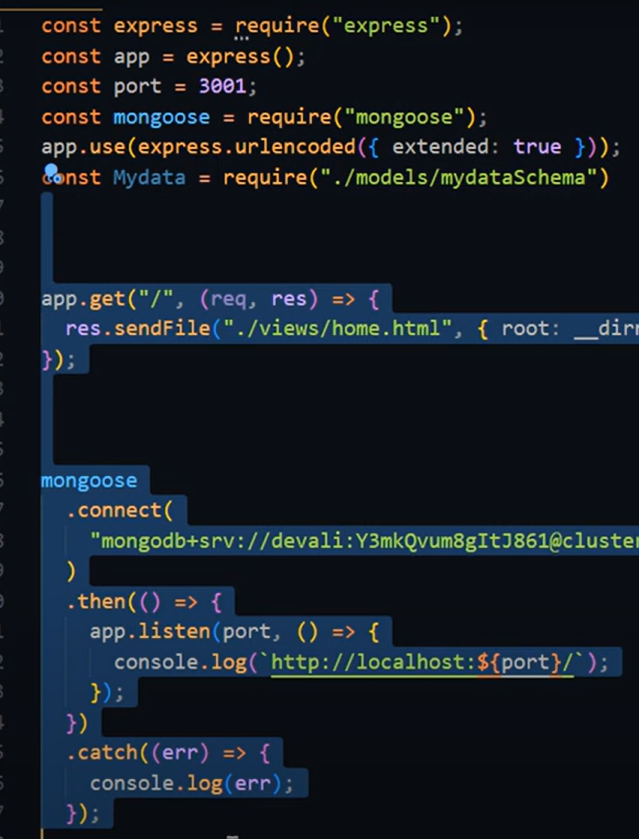 const express = require("express");
const app = express();
const port = 3001;
const mongoose = require("mongoose");
app.use(express.urlencoded({ extended: true }));
const Mydata = require("./models/mydataSchema")
app.get("/", (req, res) => {
res.sendFile("./views/home.html", { root: __dirn
});
mongoose
.connect(
"mongodb+srv://devali:Y3mkQvum8gItJ861@cluster
)
.then(() => {
app.listen(port, () => {
console.log(`http://localhost:${port}/`);
});
})
.catch((err) => {
console.log(err);
});